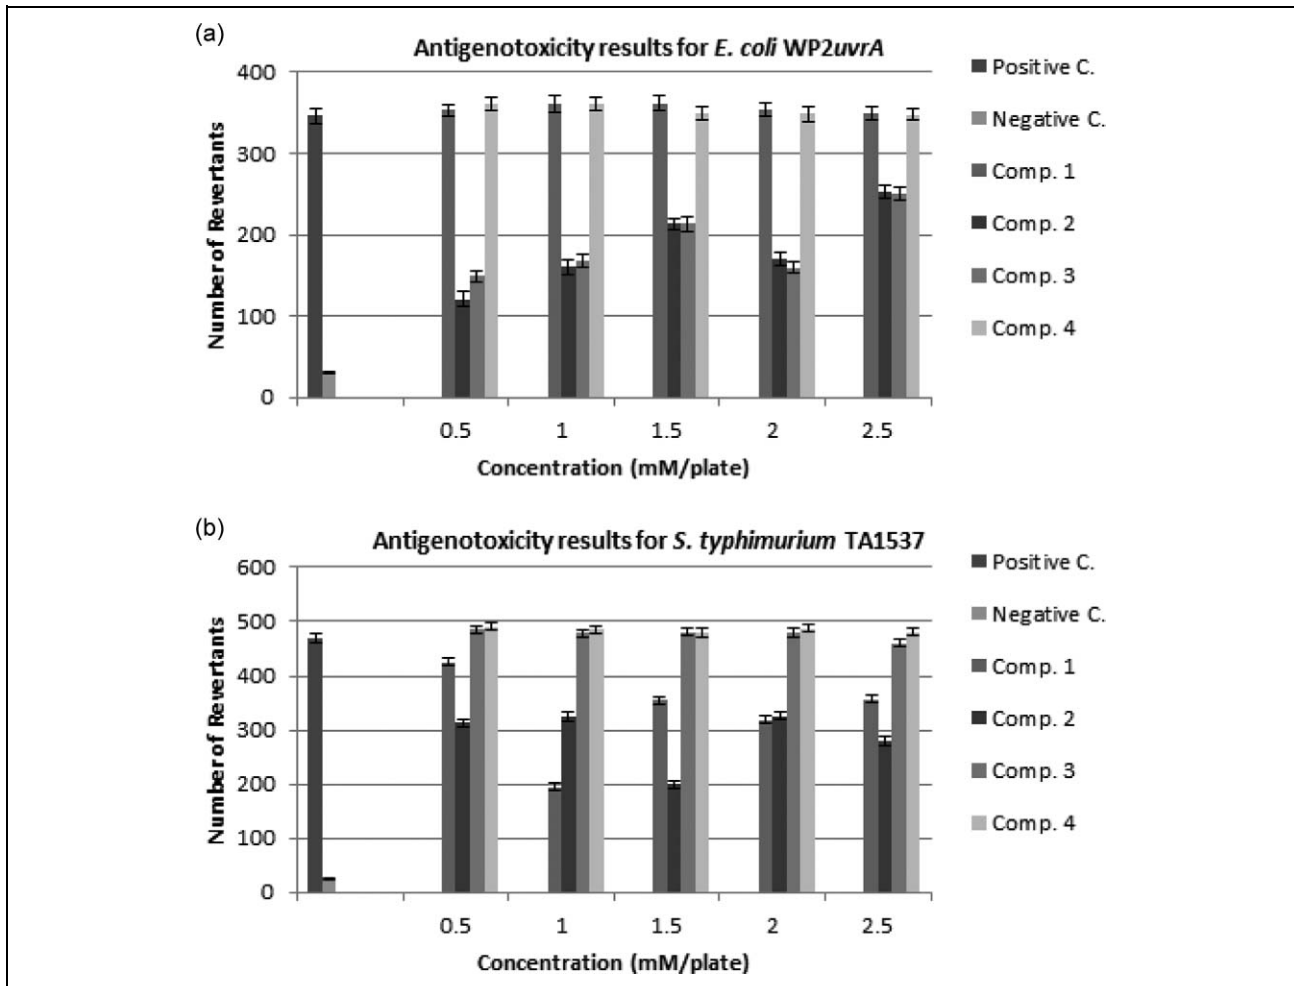 (a)
Antigenotoxicity results for E. coli WP2uvrA
400
300
200
100
0
Number of Revertants
0.5 1 1.5 2 2.5
Concentration (mM/plate)
Positive C.
Negative C.
Comp. 1
Comp. 2
Comp. 3
Comp. 4
(b)
Antigenotoxicity results for S. typhimurium TA1537
600
500
400
300
200
100
0
Number of Revertants
0.5 1 1.5 2 2.5
Concentration (mM/plate)
Positive C.
Negative C.
Comp. 1
Comp. 2
Comp. 3
Comp. 4